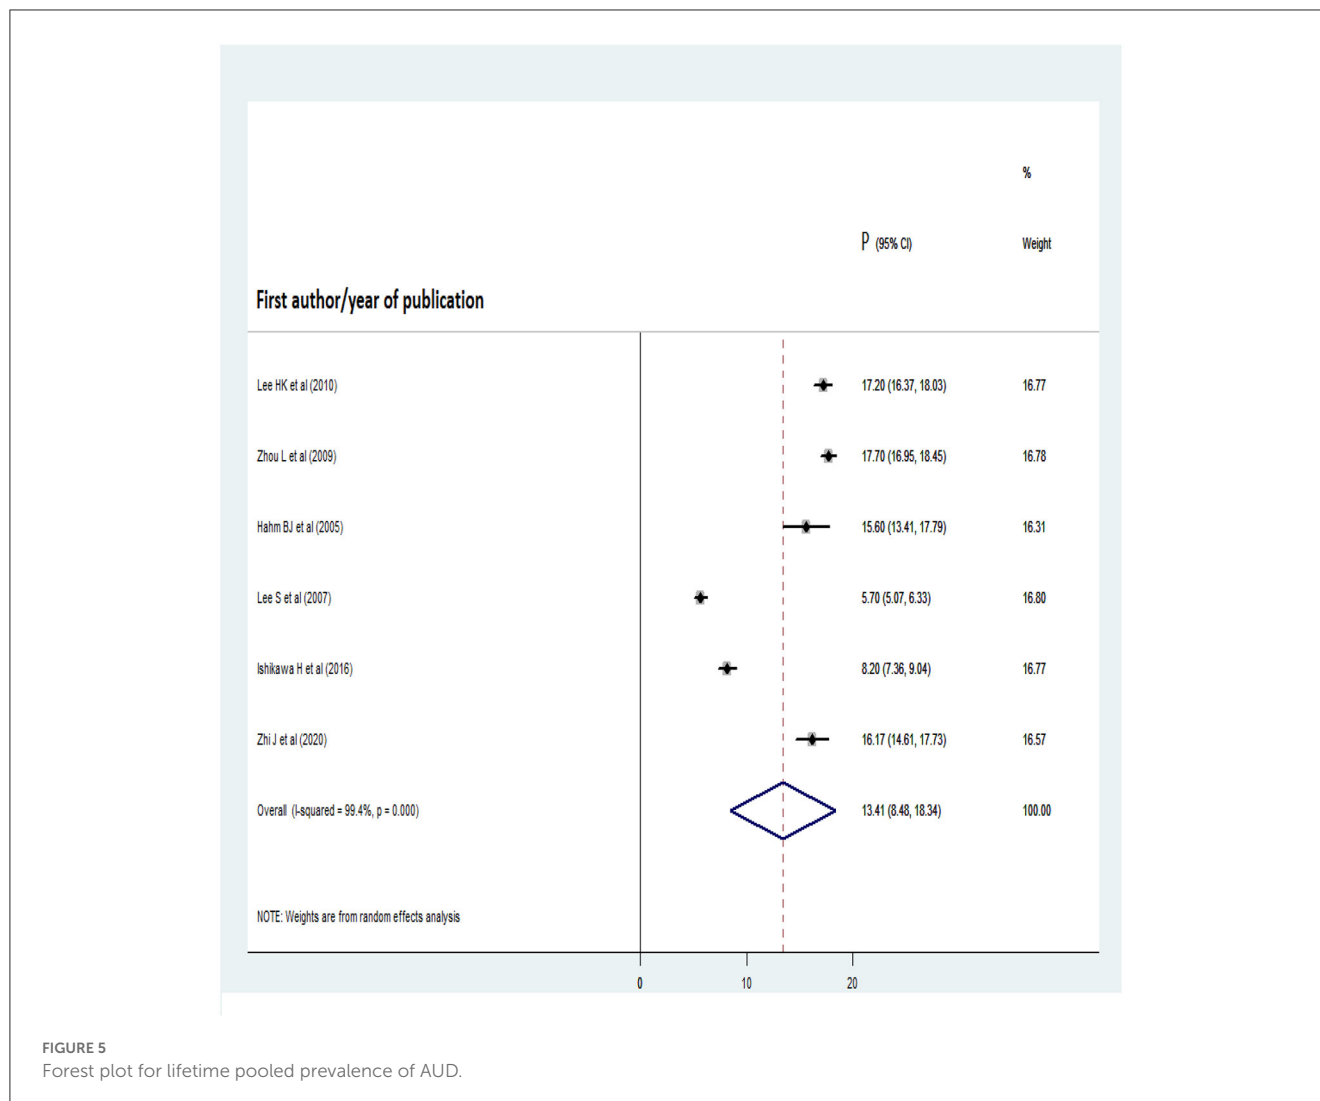 %
P (95% CI) Weight
First author/year of publication
Lee HK et al (2010) 17.20 (16.37, 18.03) 16.77
Zhou L et al (2009) 17.70 (16.95, 18.45) 16.78
Hahm BJ et al (2005) 15.60 (13.41, 17.79) 16.31
Lee S et al (2007) 5.70 (5.07, 6.33) 16.80
Ishikawa H et al (2016) 8.20 (7.36, 9.04) 16.77
Zhi J et al (2020) 16.17 (14.61, 17.73) 16.57
Overall (I-squared = 99.4%, p = 0.000) 13.41 (8.48, 18.34) 100.00
NOTE: Weights are from random effects analysis
0 10 20
FIGURE 5
Forest plot for lifetime pooled prevalence of AUD.